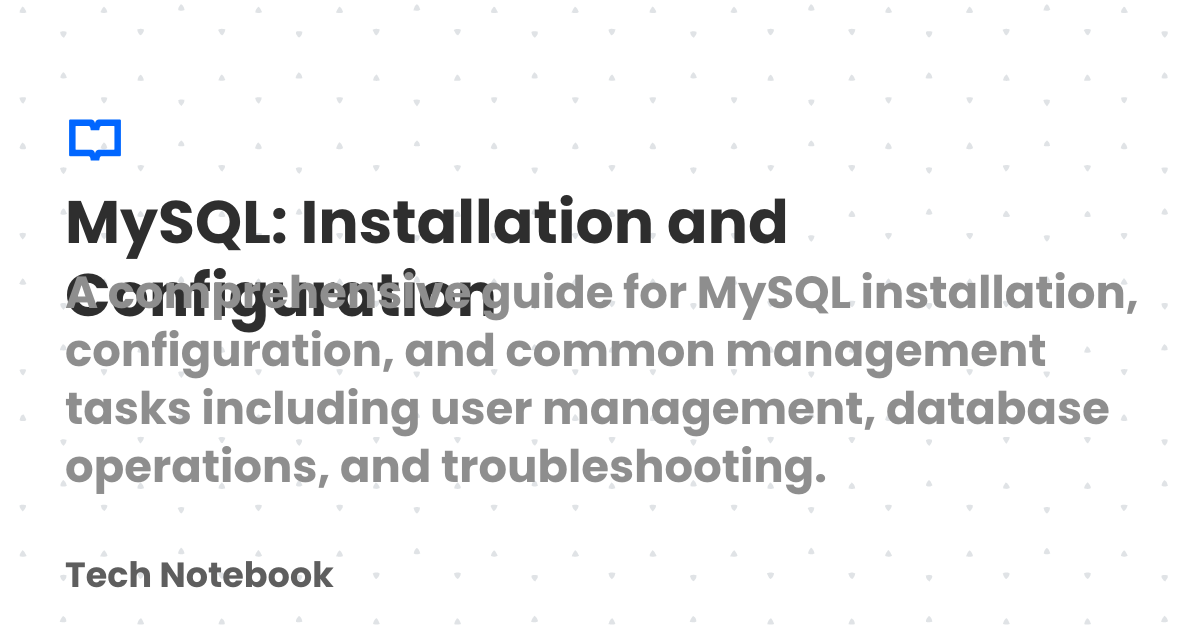 MySQL: Installation and
Configuration
A comprehensive guide for MySQL installation,
configuration, and common management
tasks including user management, database
operations, and troubleshooting.
Tech Notebook